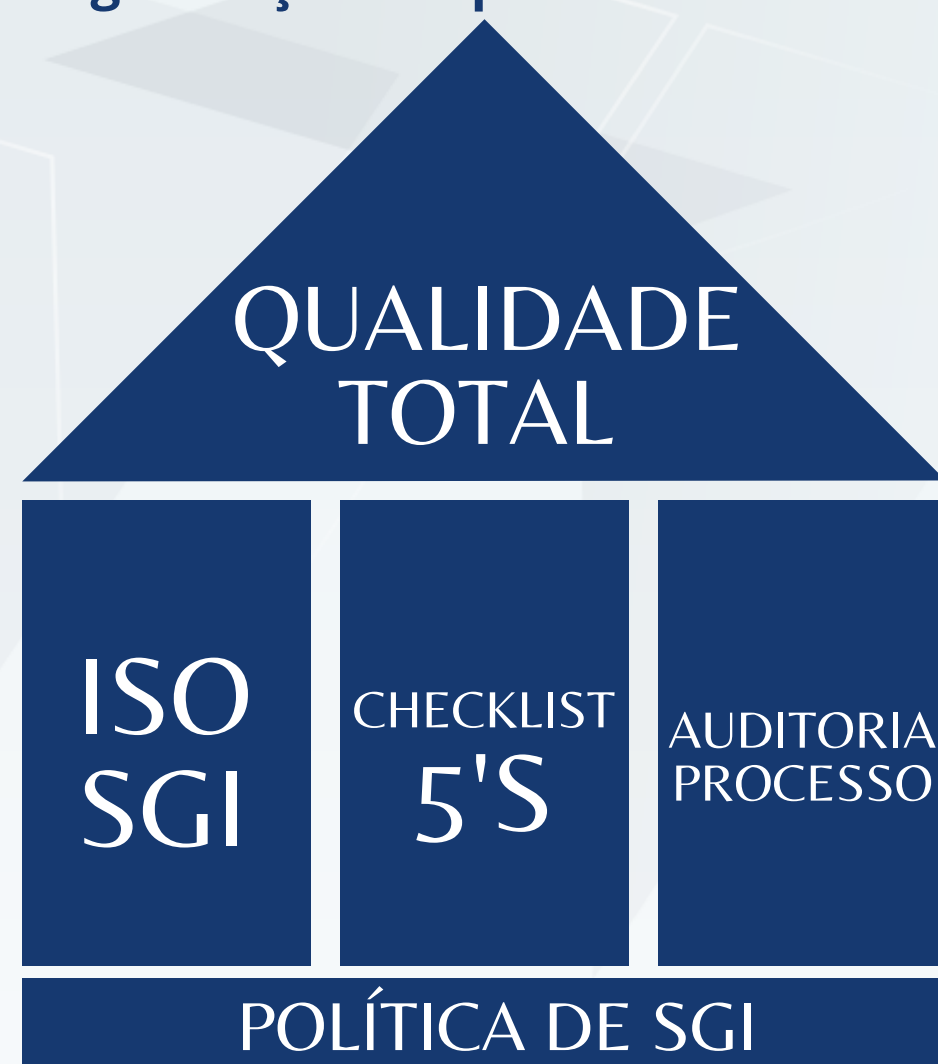 QUALIDADE
TOTAL
ISO
SGI
CHECKLIST
5'S
AUDITORIA
PROCESSO
POLÍTICA DE SGI